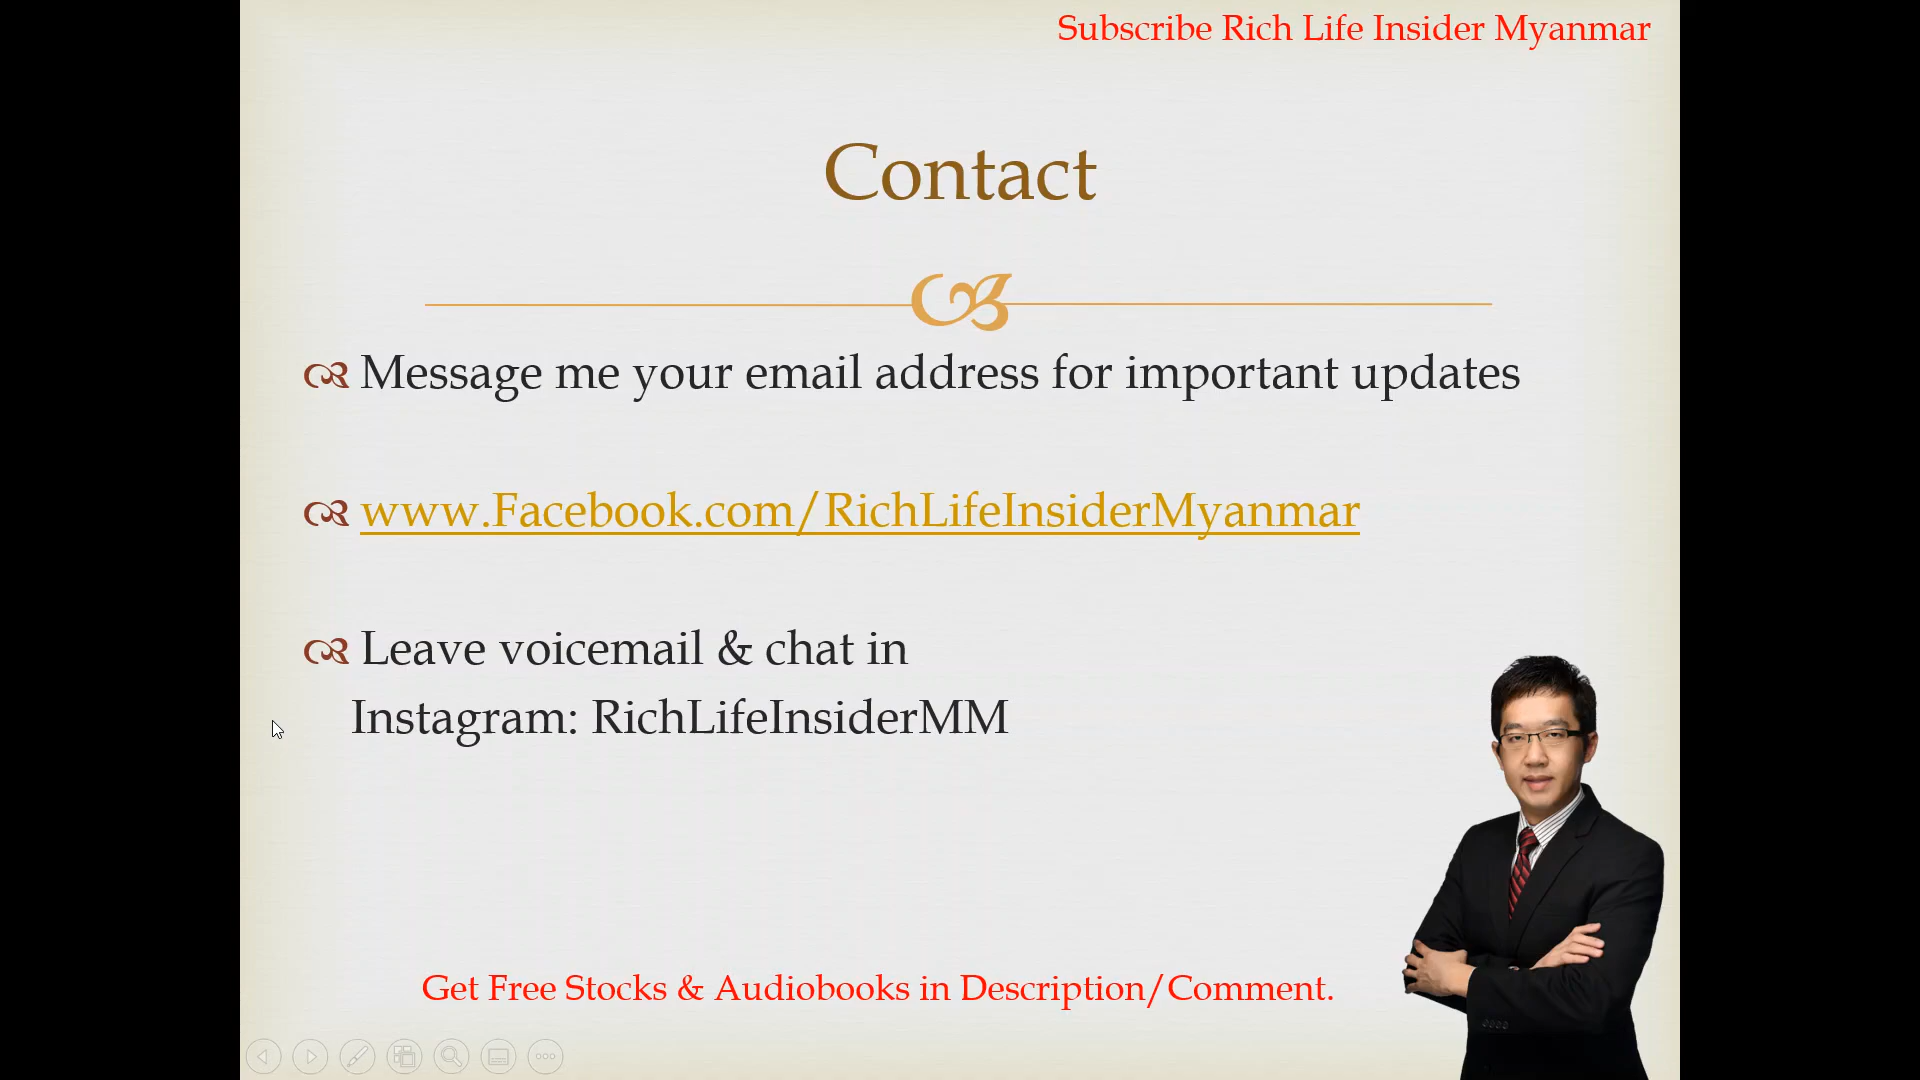 Subscribe Rich Life Insider Myanmar
Contact
Message me your email address for important updates
www.Facebook.com/RichLifeInsiderMyanmar
Leave voicemail & chat in
Instagram: RichLifeInsiderMM
Get Free Stocks & Audiobooks in Description/Comment.